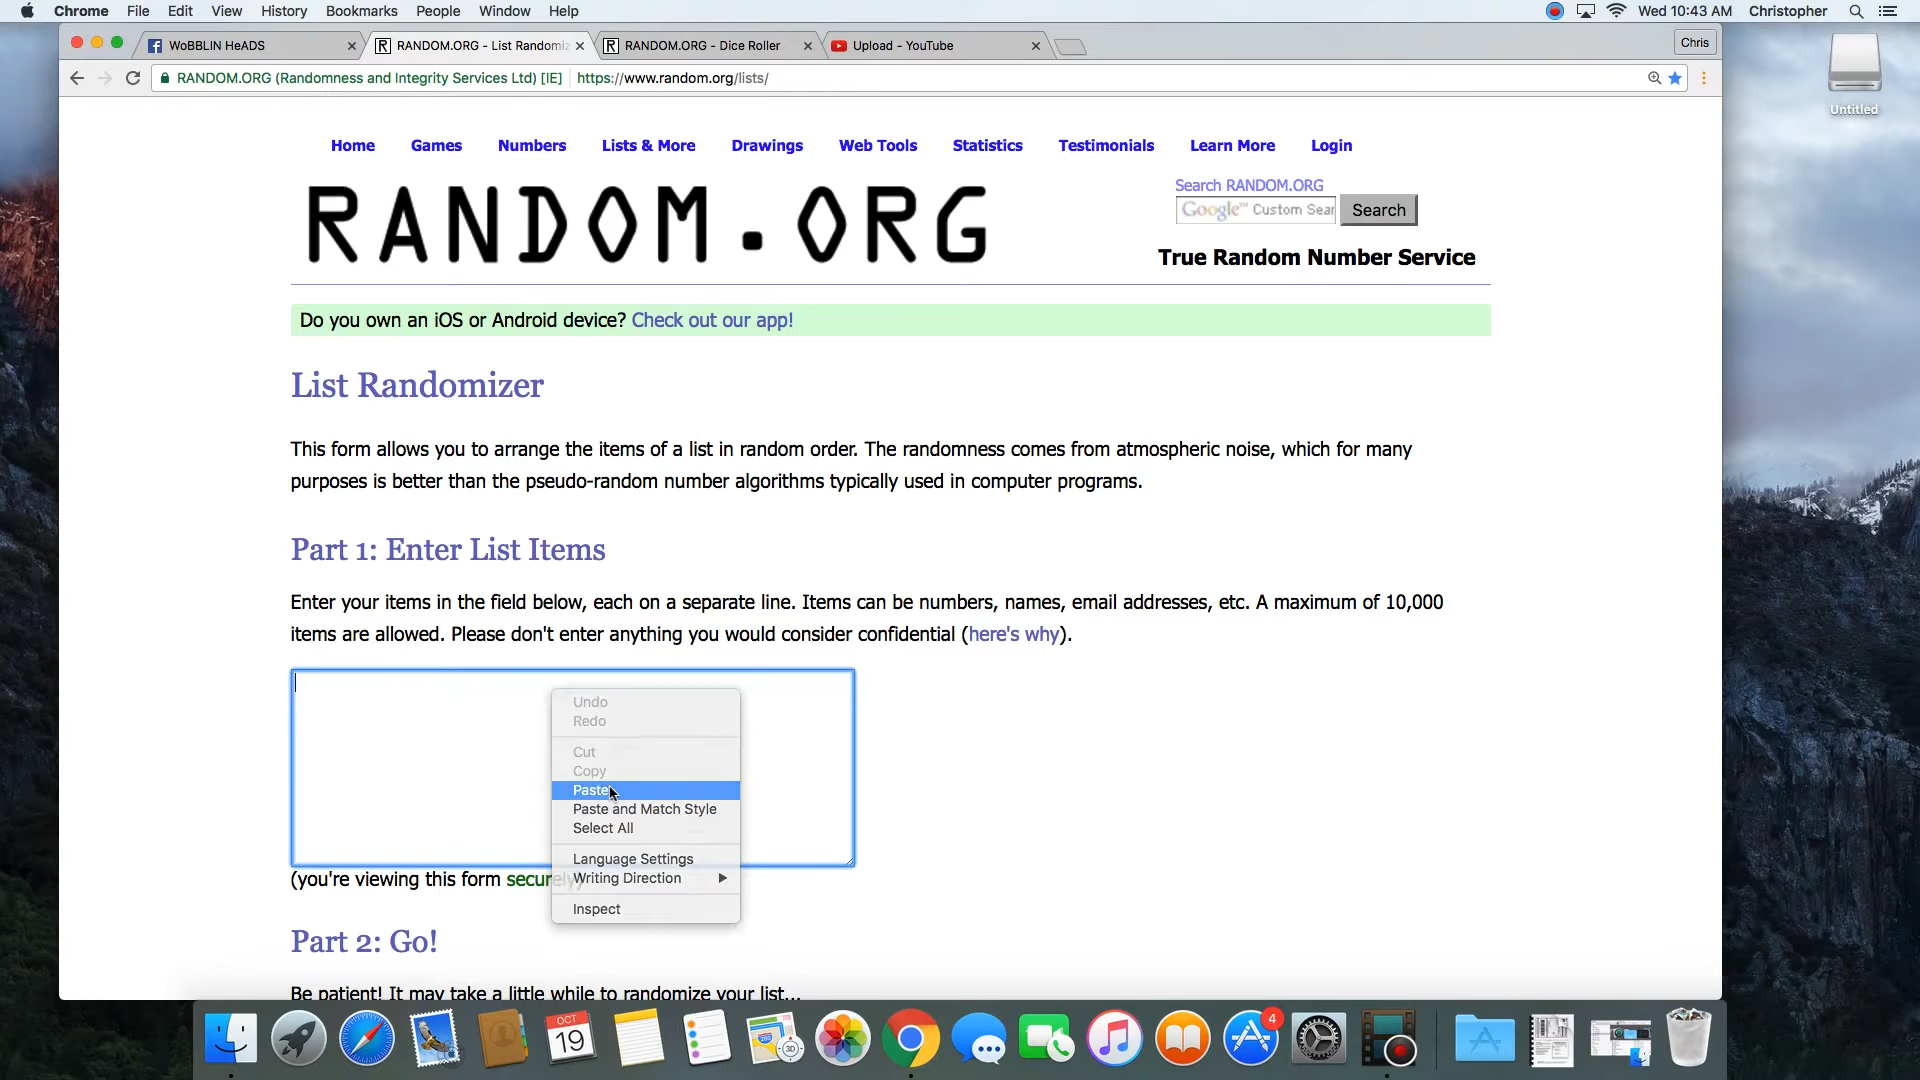 Chrome File Edit View History Bookmarks People Window Help Wed 10:43 AM Christopher
WoBBLIN HeADS RANDOM.ORG - List Randomiz RANDOM.ORG - Dice Roller Upload - YouTube Chris
RANDOM.ORG (Randomness and Integrity Services Ltd) [IE] https://www.random.org/lists/
Untitled
Home Games Numbers Lists & More Drawings Web Tools Statistics Testimonials Learn More Login
RANDOM.ORG
Search RANDOM.ORG
Google™ Custom Sear Search
True Random Number Service
Do you own an iOS or Android device? Check out our app!
List Randomizer
This form allows you to arrange the items of a list in random order. The randomness comes from atmospheric noise, which for many
purposes is better than the pseudo-random number algorithms typically used in computer programs.
Part 1: Enter List Items
Enter your items in the field below, each on a separate line. Items can be numbers, names, email addresses, etc. A maximum of 10,000
items are allowed. Please don't enter anything you would consider confidential (here's why).
Undo
Redo
Cut
Copy
Paste
Paste and Match Style
Select All
Language Settings
Writing Direction
Inspect
(you're viewing this form securely)
Part 2: Go!
Be patient! It may take a little while to randomize your list...
OCT
19
280
3D
4